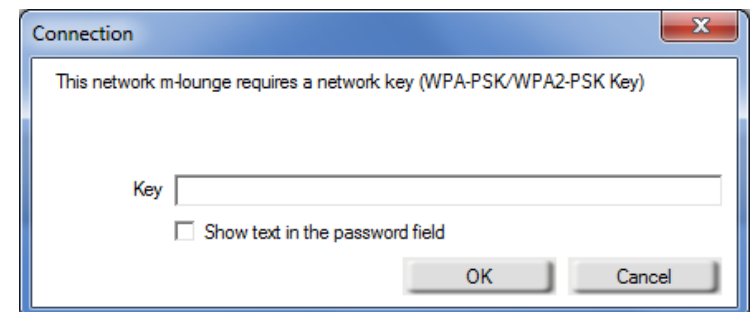 Connection
This network m-lounge requires a network key (WPA-PSK/WPA2-PSK Key)
Key
Show text in the password field
OK Cancel